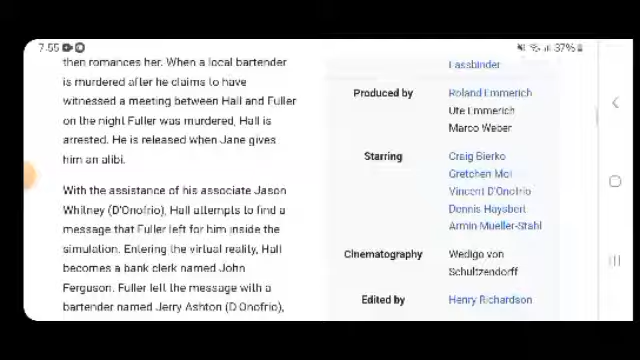 7:55
37%
then romances her. When a local bartender
is murdered after he claims to have
witnessed a meeting between Hall and Fuller
on the night Fuller was murdered, Hall is
arrested. He is released when Jane gives
him an alibi.
With the assistance of his associate Jason
Whitney (D'Onofrio), Hall attempts to find a
message that Fuller left for him inside the
simulation. Entering the virtual reality, Hall
becomes a bank clerk named John
Ferguson. Fuller left the message with a
bartender named Jerry Ashton (D'Onofrio),
Fassbinder
Produced by
Roland Emmerich
Ute Emmerich
Marco Weber
Starring
Craig Bierko
Gretchen Mol
Vincent D'Onofrio
Dennis Haysbert
Armin Mueller-Stahl
Cinematography
Wedigo von
Schultzendorff
Edited by
Henry Richardson